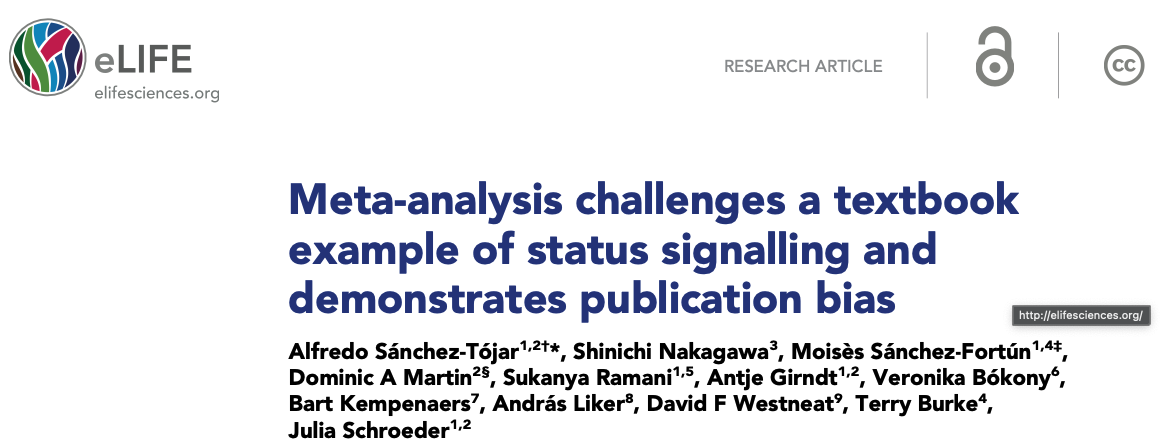 eLIFE
elifesciences.org
RESEARCH ARTICLE
cc
Meta-analysis challenges a textbook
example of status signalling and
demonstrates publication bias
http://elifesciences.org/
Alfredo Sánchez-Tójar1,2†*, Shinichi Nakagawa3, Moisès Sánchez-Fortún1,4‡,
Dominic A Martin2§, Sukanya Ramani1,5, Antje Girndt1,2, Veronika Bókony6,
Bart Kempenaers7, András Liker8, David F Westneat9, Terry Burke4,
Julia Schroeder1,2